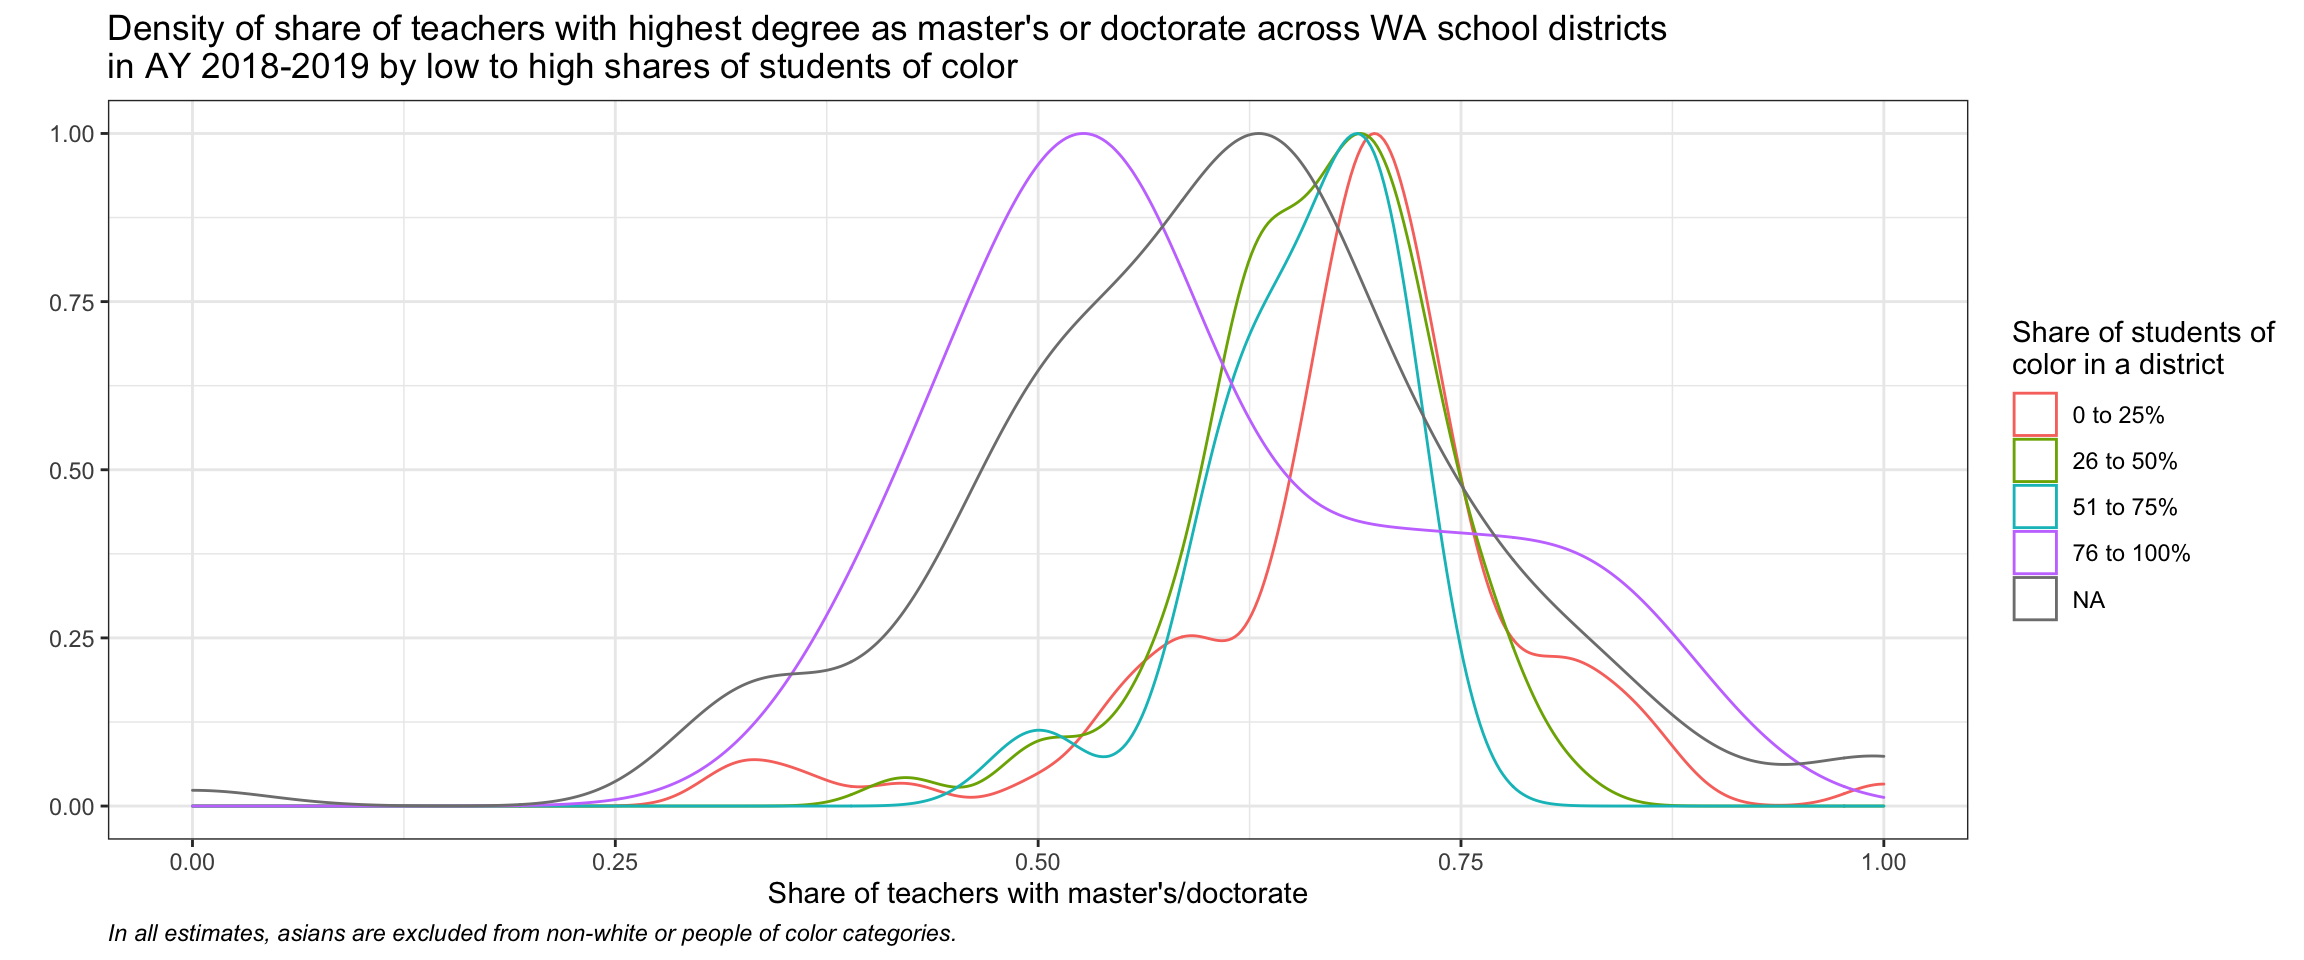 Density of share of teachers with highest degree as master's or doctorate across WA school districts
in AY 2018-2019 by low to high shares of students of color
1.00
0.75
0.50
0.25
0.00
0.00 0.25 0.50 0.75 1.00
Share of teachers with master's/doctorate
In all estimates, asians are excluded from non-white or people of color categories.
Share of students of
color in a district
0 to 25%
26 to 50%
51 to 75%
76 to 100%
NA